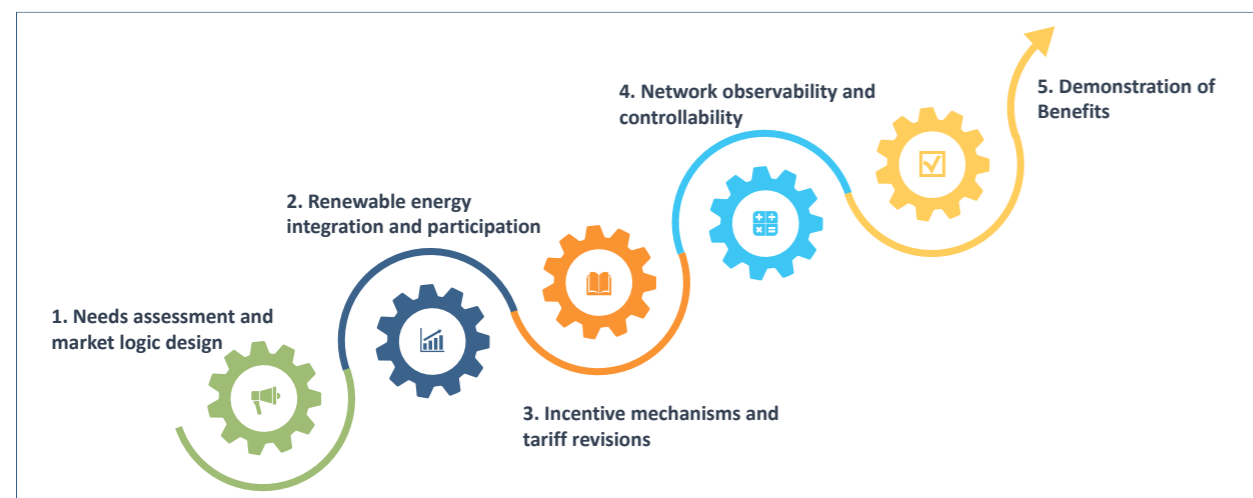 1. Needs assessment and
market logic design
2. Renewable energy
integration and participation
3. Incentive mechanisms and
tariff revisions
4. Network observability and
controllability
5. Demonstration of
Benefits